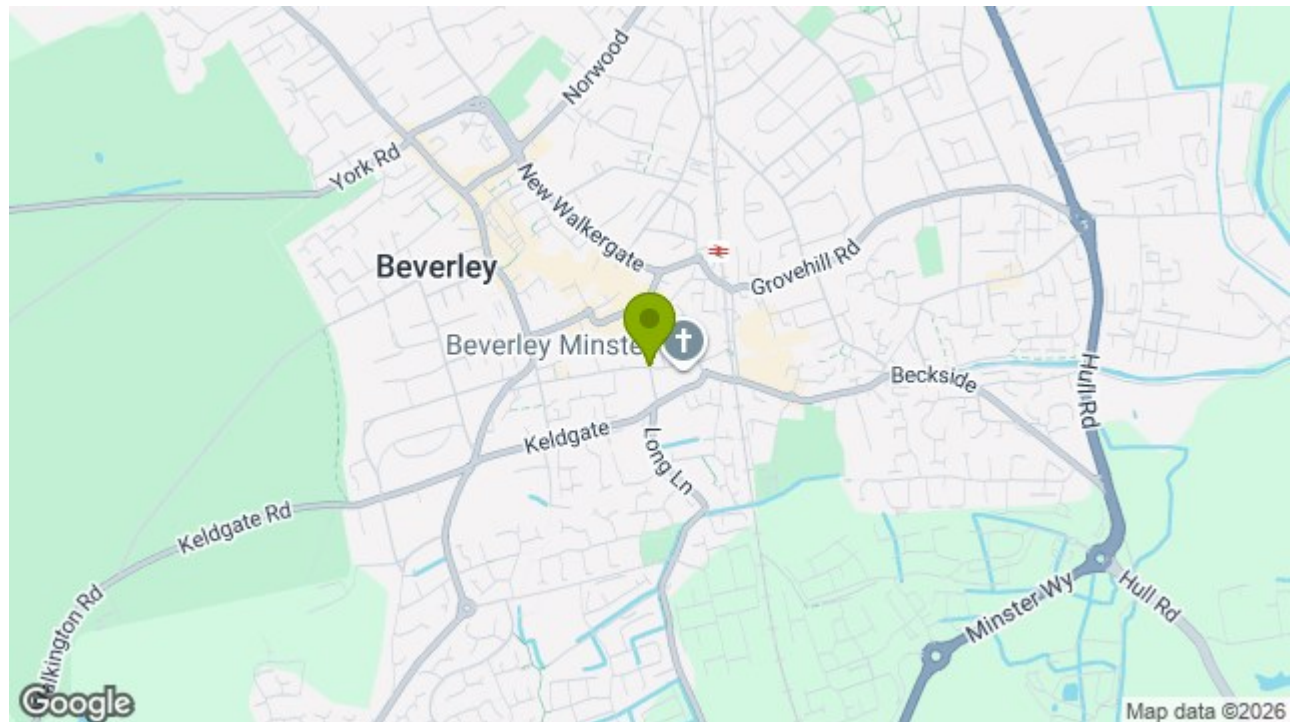 Norwood
York Rd
New Walkergate
Beverley
Grovehill Rd
Beverley Minste
Beckside
Hull Rd
Keldgate
Long Ln
Keldgate Rd
Minster Wy
Hull Rd
Google
Map data ©2026